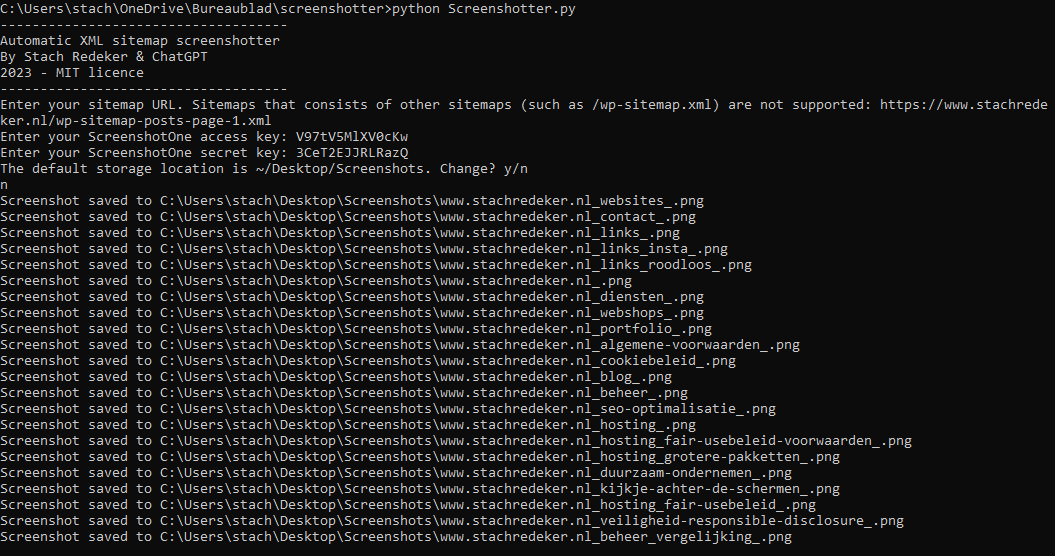 C:\Users\stach\OneDrive\Bureaublad\screenshotter>python Screenshotter.py
------------------------------------
Automatic XML sitemap screenshotter
By Stach Redeker & ChatGPT
2023 - MIT licence
------------------------------------
Enter your sitemap URL. Sitemaps that consists of other sitemaps (such as /wp-sitemap.xml) are not supported: https://www.stachrede
ker.nl/wp-sitemap-posts-page-1.xml
Enter your ScreenshotOne access key: V97tV5MlXV0cKw
Enter your ScreenshotOne secret key: 3CeT2EJJRLRazQ
The default storage location is ~/Desktop/Screenshots. Change? y/n
n
Screenshot saved to C:\Users\stach\Desktop\Screenshots\www.stachredeker.nl_websites_.png
Screenshot saved to C:\Users\stach\Desktop\Screenshots\www.stachredeker.nl_contact_.png
Screenshot saved to C:\Users\stach\Desktop\Screenshots\www.stachredeker.nl_links_.png
Screenshot saved to C:\Users\stach\Desktop\Screenshots\www.stachredeker.nl_links_insta_.png
Screenshot saved to C:\Users\stach\Desktop\Screenshots\www.stachredeker.nl_links_roodloos_.png
Screenshot saved to C:\Users\stach\Desktop\Screenshots\www.stachredeker.nl_.png
Screenshot saved to C:\Users\stach\Desktop\Screenshots\www.stachredeker.nl_diensten_.png
Screenshot saved to C:\Users\stach\Desktop\Screenshots\www.stachredeker.nl_webshops_.png
Screenshot saved to C:\Users\stach\Desktop\Screenshots\www.stachredeker.nl_portfolio_.png
Screenshot saved to C:\Users\stach\Desktop\Screenshots\www.stachredeker.nl_algemene-voorwaarden_.png
Screenshot saved to C:\Users\stach\Desktop\Screenshots\www.stachredeker.nl_cookiebeleid_.png
Screenshot saved to C:\Users\stach\Desktop\Screenshots\www.stachredeker.nl_blog_.png
Screenshot saved to C:\Users\stach\Desktop\Screenshots\www.stachredeker.nl_beheer_.png
Screenshot saved to C:\Users\stach\Desktop\Screenshots\www.stachredeker.nl_seo-optimalisatie_.png
Screenshot saved to C:\Users\stach\Desktop\Screenshots\www.stachredeker.nl_hosting_.png
Screenshot saved to C:\Users\stach\Desktop\Screenshots\www.stachredeker.nl_hosting_fair-usebeleid-voorwaarden_.png
Screenshot saved to C:\Users\stach\Desktop\Screenshots\www.stachredeker.nl_hosting_grotere-pakketten_.png
Screenshot saved to C:\Users\stach\Desktop\Screenshots\www.stachredeker.nl_duurzaam-ondernemen_.png
Screenshot saved to C:\Users\stach\Desktop\Screenshots\www.stachredeker.nl_kijkje-achter-de-schermen_.png
Screenshot saved to C:\Users\stach\Desktop\Screenshots\www.stachredeker.nl_hosting_fair-usebeleid_.png
Screenshot saved to C:\Users\stach\Desktop\Screenshots\www.stachredeker.nl_veiligheid-responsible-disclosure_.png
Screenshot saved to C:\Users\stach\Desktop\Screenshots\www.stachredeker.nl_beheer_vergelijking_.png